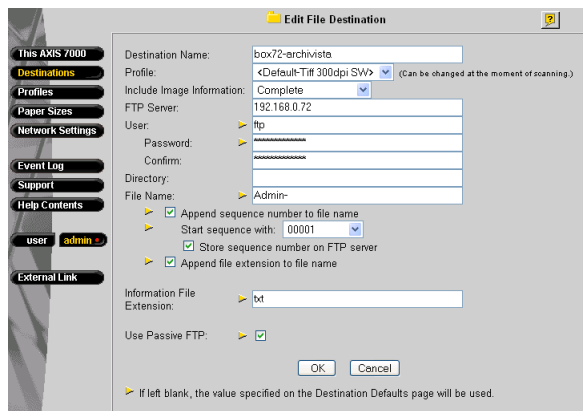 Edit File Destination
?
This AXIS 7000
Destinations
Profiles
Paper Sizes
Network Settings
Event Log
Support
Help Contents
user admin
External Link
Destination Name: box72-archivista
Profile: <Default-Tiff 300dpi SW> (Can be changed at the moment of scanning.)
Include Image Information: Complete
FTP Server: 192.168.0.72
User: ftp
Password: *************
Confirm: *************
Directory:
File Name: Admin-
Append sequence number to file name
Start sequence with: 00001
Store sequence number on FTP server
Append file extension to file name
Information File
Extension: txt
Use Passive FTP:
OK Cancel
If left blank, the value specified on the Destination Defaults page will be used.